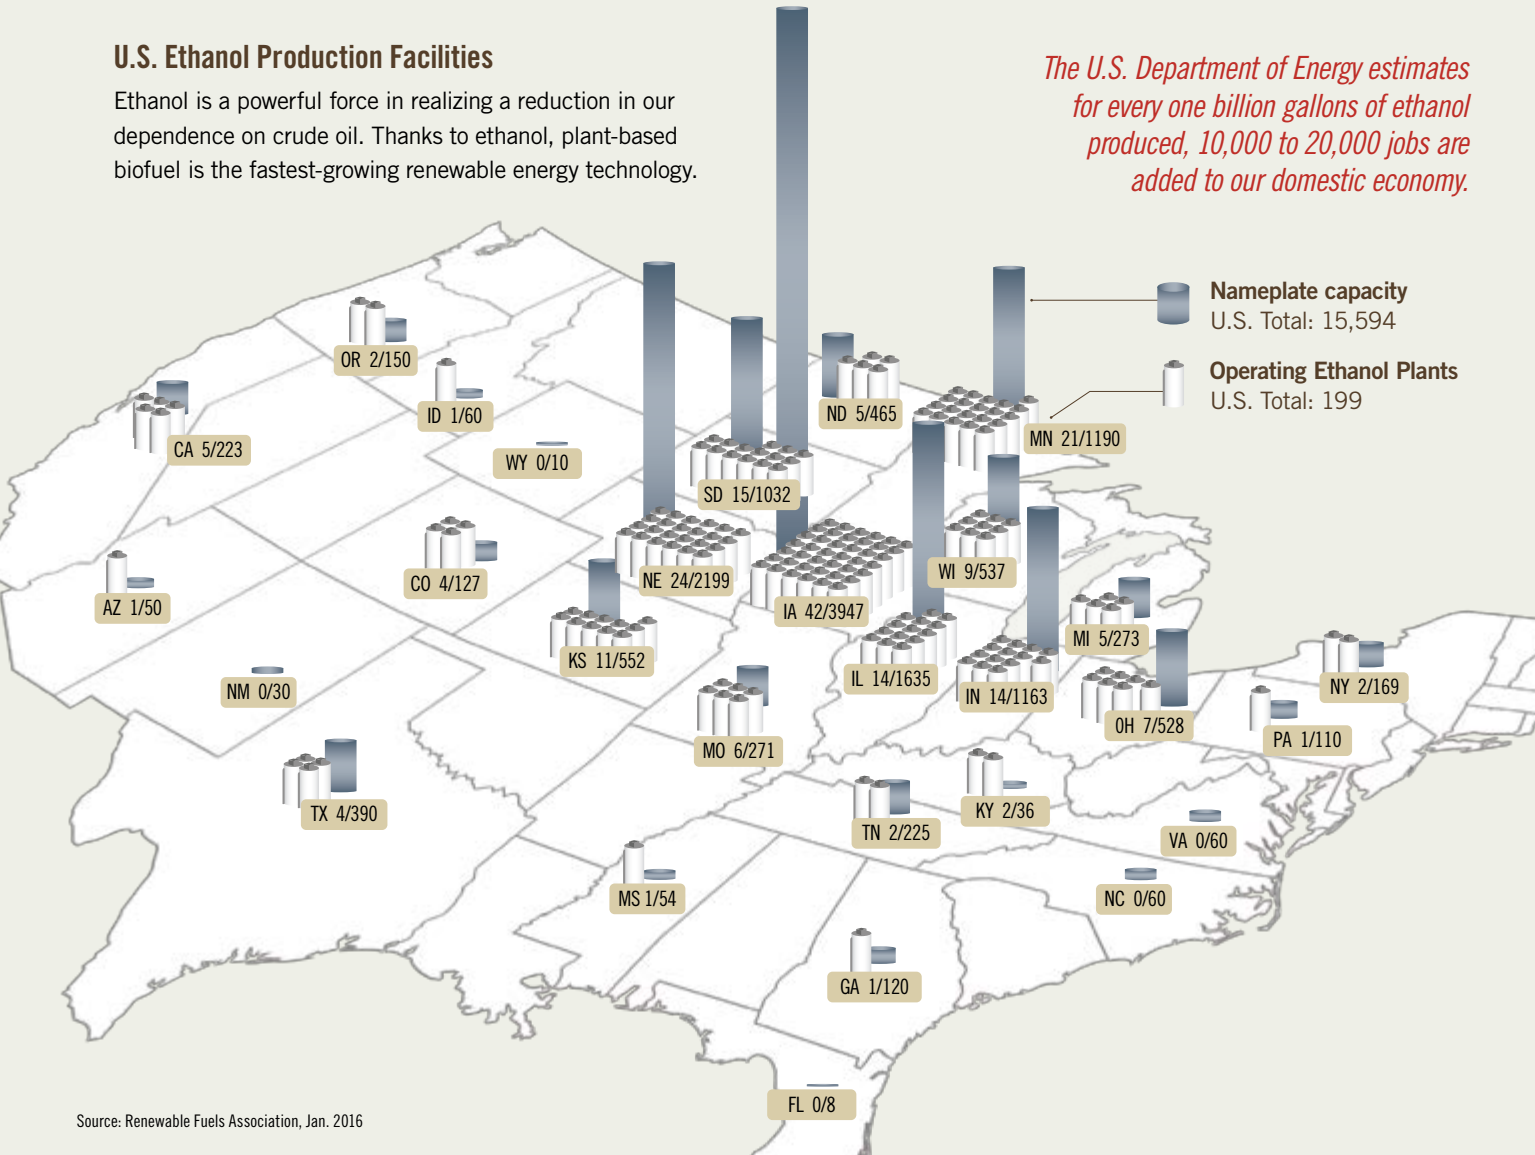 U.S. Ethanol Production Facilities
Ethanol is a powerful force in realizing a reduction in our
dependence on crude oil. Thanks to ethanol, plant-based
biofuel is the fastest-growing renewable energy technology.
The U.S. Department of Energy estimates
for every one billion gallons of ethanol
produced, 10,000 to 20,000 jobs are
added to our domestic economy.
Nameplate capacity
U.S. Total: 15,594
Operating Ethanol Plants
U.S. Total: 199
OR 2/150
ID 1/60
ND 5/465
MN 21/1190
CA 5/223
WY 0/10
SD 15/1032
CO 4/127
NE 24/2199
WI 9/537
AZ 1/50
IA 42/3947
MI 5/273
KS 11/552
IL 14/1635
NM 0/30
IN 14/1163
NY 2/169
OH 7/528
MO 6/271
PA 1/110
TX 4/390
KY 2/36
TN 2/225
VA 0/60
MS 1/54
NC 0/60
GA 1/120
FL 0/8
Source: Renewable Fuels Association, Jan. 2016